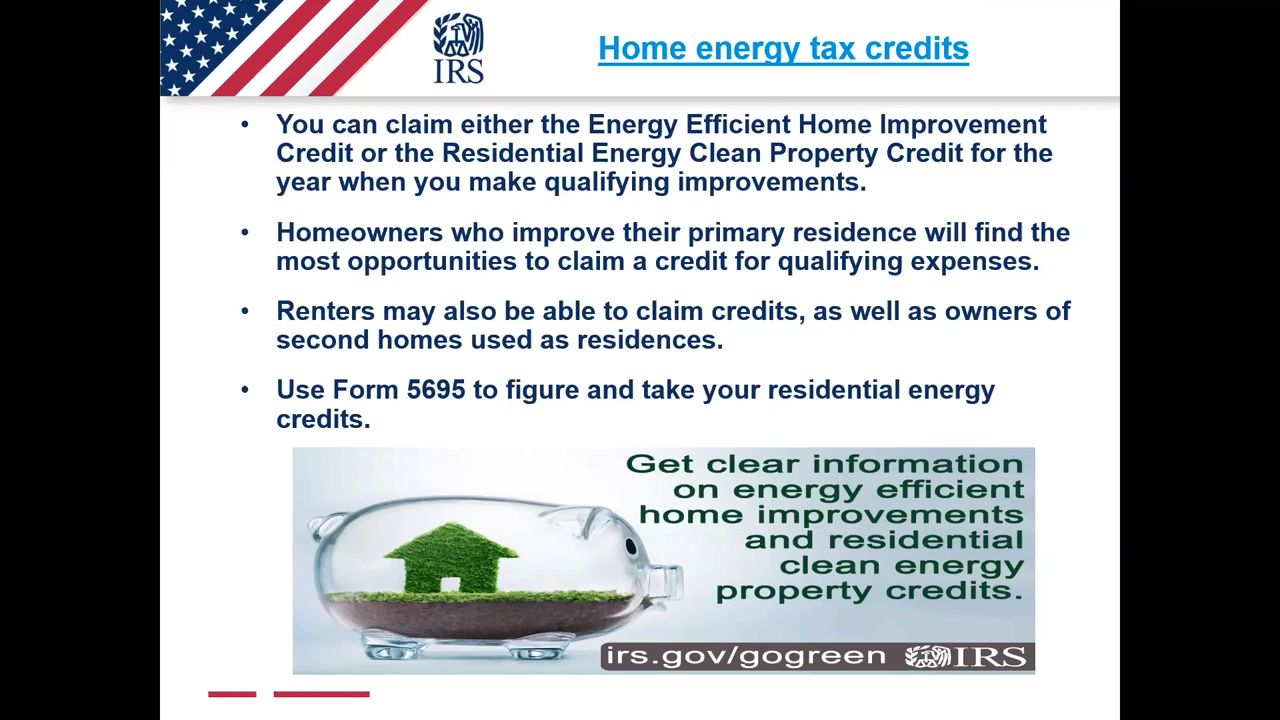 IRS
Home energy tax credits
• You can claim either the Energy Efficient Home Improvement
Credit or the Residential Energy Clean Property Credit for the
year when you make qualifying improvements.
• Homeowners who improve their primary residence will find the
most opportunities to claim a credit for qualifying expenses.
• Renters may also be able to claim credits, as well as owners of
second homes used as residences.
• Use Form 5695 to figure and take your residential energy
credits.
Get clear information
on energy efficient
home improvements
and residential
clean energy
property credits.
irs.gov/gogreen IRS